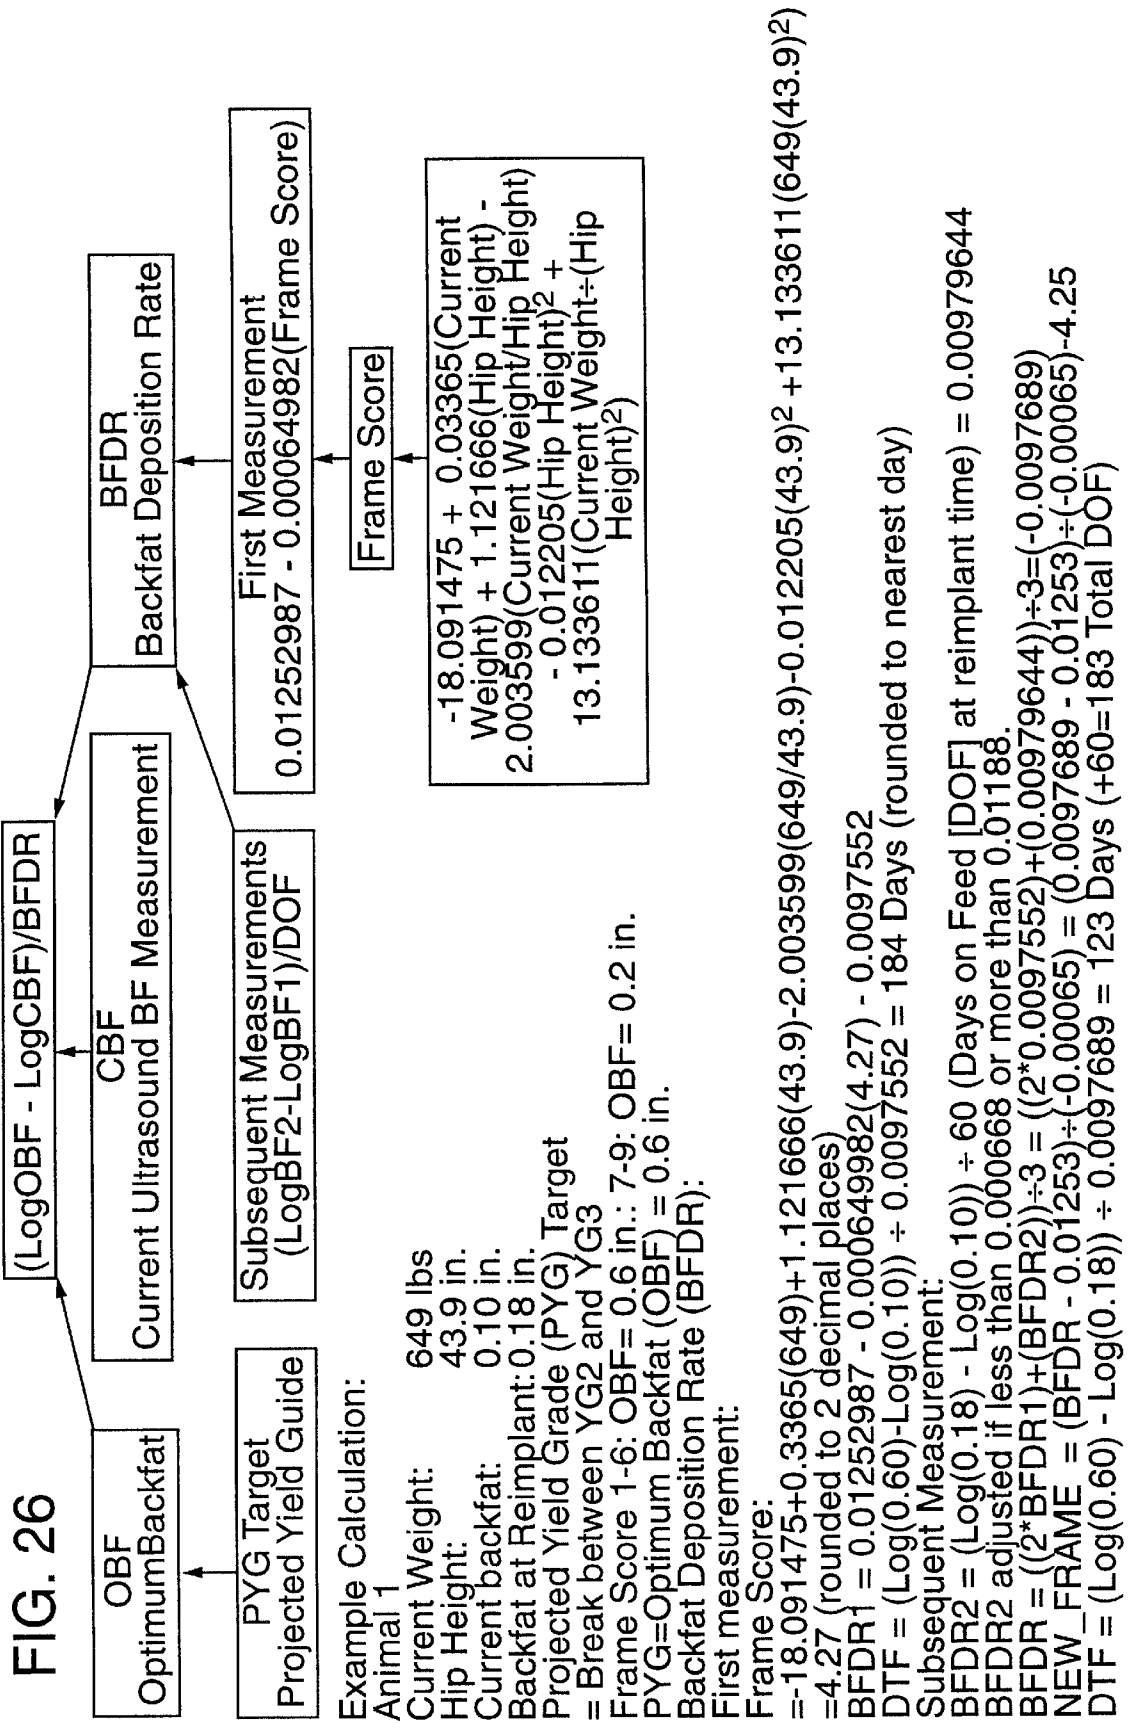 FIG. 26
(LogOBF - LogCBF)/BFDR
OBF
OptimumBackfat
CBF
Current Ultrasound BF Measurement
BFDR
Backfat Deposition Rate
PYG Target
Projected Yield Guide
Subsequent Measurements
(LogBF2-LogBF1)/DOF
First Measurement
0.01252987 - 0.00064982(Frame Score)
Frame Score
-18.091475 + 0.03365(Current
Weight) + 1.121666(Hip Height) -
2.003599(Current Weight/Hip Height)
- 0.012205(Hip Height)² +
13.133611(Current Weight÷(Hip
Height)²)
Example Calculation:
Animal 1
Current Weight: 649 lbs
Hip Height: 43.9 in.
Current backfat: 0.10 in.
Backfat at Reimplant: 0.18 in.
Projected Yield Grade (PYG) Target
= Break between YG2 and YG3
Frame Score 1-6: OBF= 0.6 in.: 7-9: OBF= 0.2 in.
PYG=Optimum Backfat (OBF) = 0.6 in.
Backfat Deposition Rate (BFDR):
First measurement:
Frame Score:
=-18.091475+0.3365(649)+1.121666(43.9)-2.003599(649/43.9)-0.012205(43.9)² +13.133611(649(43.9)²)
=4.27 (rounded to 2 decimal places)
BFDR1 = 0.01252987 - 0.000649982(4.27) - 0.0097552
DTF = (Log(0.60)-Log(0.10)) ÷ 0.0097552 = 184 Days (rounded to nearest day)
Subsequent Measurement:
BFDR2 = (Log(0.18) - Log(0.10)) ÷ 60 (Days on Feed [DOF] at reimplant time) = 0.00979644
BFDR2 adjusted if less than 0.000668 or more than 0.01188.
BFDR = ((2*BFDR1)+(BFDR2))÷3 = ((2*0.0097552)+(0.00979644))÷3=(-0.0097689)
NEW_FRAME = (BFDR - 0.01253)÷(-0.00065) = (0.0097689 - 0.01253)÷(-0.00065)-4.25
DTF = (Log(0.60) - Log(0.18)) ÷ 0.0097689 = 123 Days (+60=183 Total DOF)